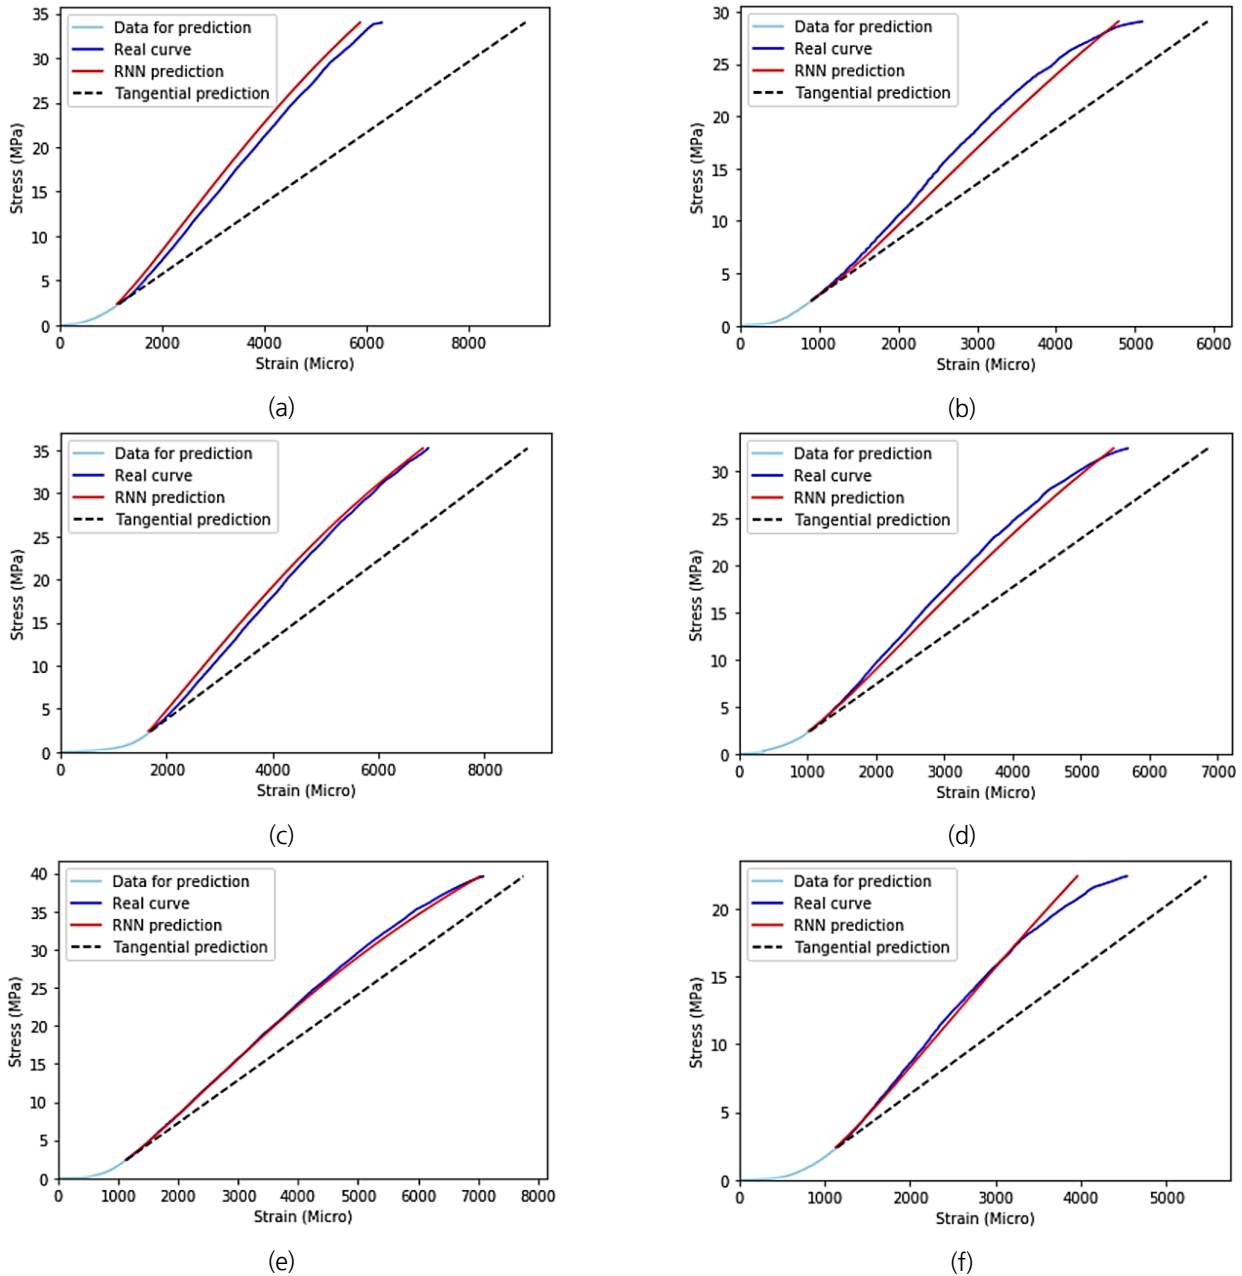 Data for prediction
Real curve
RNN prediction
Tangential prediction
Stress (MPa)
35
30
25
20
15
10
5
0
0 2000 4000 6000 8000
Strain (Micro)
(a)
Data for prediction
Real curve
RNN prediction
Tangential prediction
Stress (MPa)
30
25
20
15
10
5
0
0 1000 2000 3000 4000 5000 6000
Strain (Micro)
(b)
Data for prediction
Real curve
RNN prediction
Tangential prediction
Stress (MPa)
35
30
25
20
15
10
5
0
0 2000 4000 6000 8000
Strain (Micro)
(c)
Data for prediction
Real curve
RNN prediction
Tangential prediction
Stress (MPa)
30
25
20
15
10
5
0
0 1000 2000 3000 4000 5000 6000 7000
Strain (Micro)
(d)
Data for prediction
Real curve
RNN prediction
Tangential prediction
Stress (MPa)
40
35
30
25
20
15
10
5
0
0 1000 2000 3000 4000 5000 6000 7000 8000
Strain (Micro)
(e)
Data for prediction
Real curve
RNN prediction
Tangential prediction
Stress (MPa)
20
15
10
5
0
0 1000 2000 3000 4000 5000
Strain (Micro)
(f)